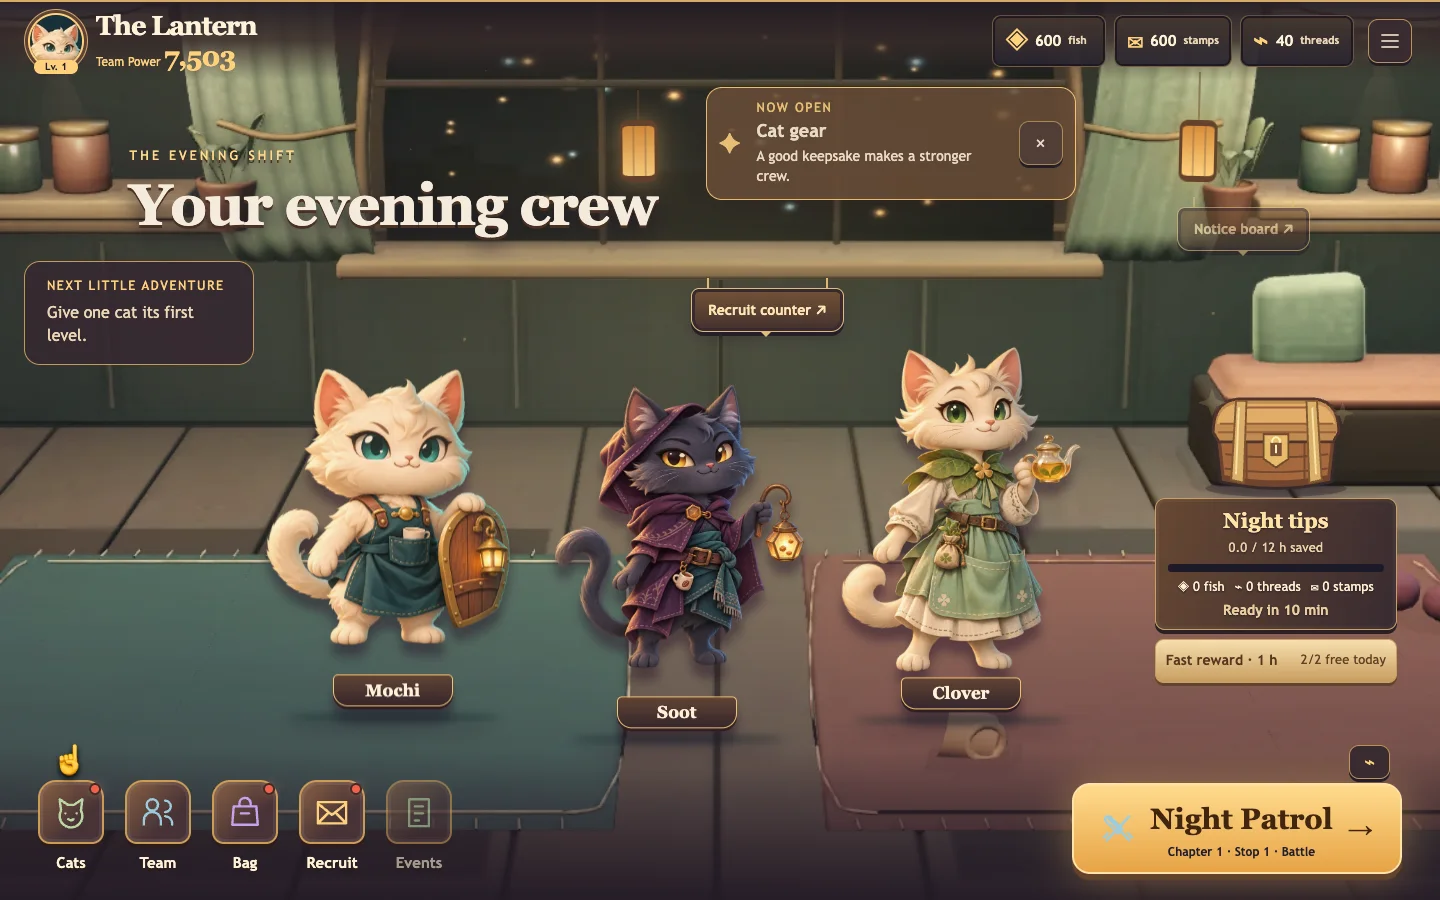 The Lantern
Team Power 7,503
Lv. 1
600 fish
600 stamps
40 threads
NOW OPEN
Cat gear
A good keepsake makes a stronger
crew.
×
THE EVENING SHIFT
Your evening crew
Notice board ↗
NEXT LITTLE ADVENTURE
Give one cat its first
level.
Recruit counter ↗
Night tips
0.0 / 12 h saved
0 fish 0 threads 0 stamps
Ready in 10 min
Fast reward · 1 h 2/2 free today
Mochi
Soot
Clover
Cats
Team
Bag
Recruit
Events
Night Patrol →
Chapter 1 · Stop 1 · Battle